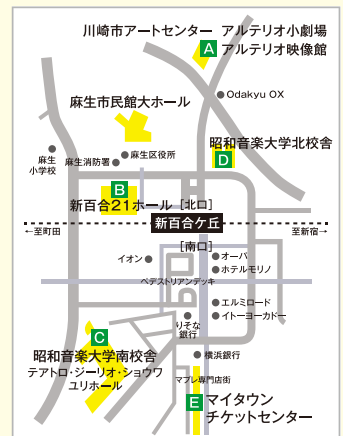 川崎市アートセンター アルテリオ小劇場
A アルテリオ映像館
Odakyu OX
麻生市民館大ホール
昭和音楽大学北校舎
D
麻生区役所
麻生消防署
麻生
小学校
B
新百合21ホール
[北口]
新百合ケ丘
←至町田
至新宿→
[南口]
イオン
オーパ
ホテルモリノ
ペデストリアンデッキ
エルミロード
イトーヨーカドー
りそな
銀行
C
昭和音楽大学南校舎
テアトロ・ジーリオ・ショウワ
ユリホール
横浜銀行
マプレ専門店街
E マイタウン
チケットセンター